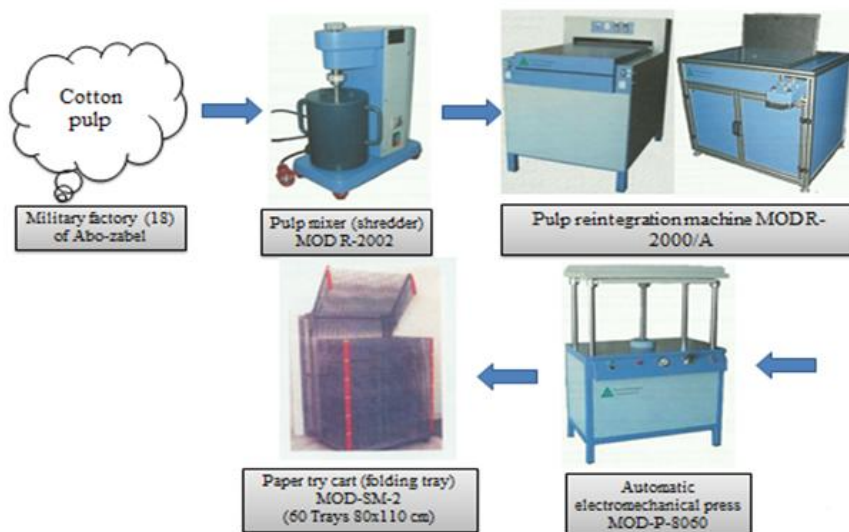 Cotton
pulp
Military factory (18)
of Abo-zabel
Pulp mixer (shredder)
MOD R-2002
Pulp reintegration machine MOD R-
2000/A
Paper try cart (folding tray)
MOD-SM-2
(60 Trays 80x110 cm)
Automatic
electromechanical press
MOD-P-8060